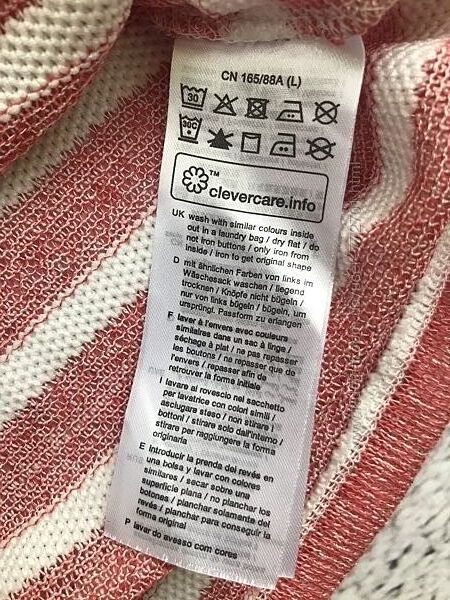 CN 165/88A (L)
30
30C
™
clevercare.info
UK wash with similar colours inside
out in a laundry bag / dry flat / do
not iron buttons / only iron from
inside / iron to get original shape
D mit ähnlichen Farben von links im
Wäschesack waschen / liegend
trocknen / Knöpfe nicht bügeln /
nur von links bügeln / bügeln, um
ursprüngl. Passform zu erlangen
F laver à l'envers avec couleurs
similaires dans un sac à linge /
séchage à plat / ne pas repasser
les boutons / ne repasser que de
l'envers / repasser afin de
retrouver la forme initiale
I lavare al rovescio nel sacchetto
per lavatrice con colori simili /
asciugare steso / non stirare i
bottoni / stirare solo dall'interno /
stirare per raggiungere la forma
originaria
E Introducir la prenda del revés en
una bolsa y lavar con colores
similares / secar sobre una
superficie plana / no planchar los
botones / planchar solamente del
revés / planchar para conseguir la
forma original
P lavar do avesso com cores